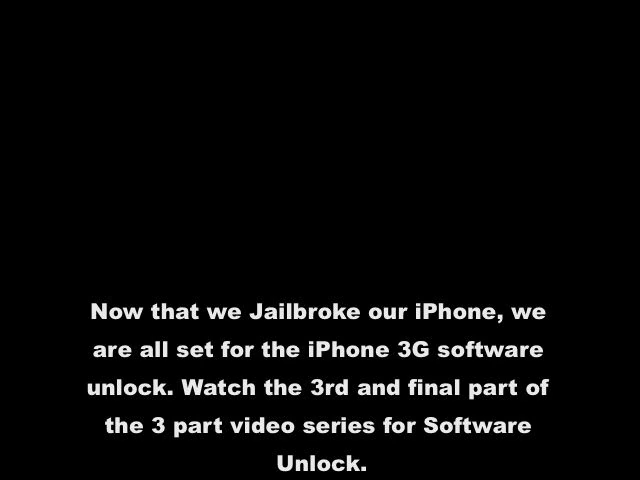 Now that we Jailbroke our iPhone, we
are all set for the iPhone 3G software
unlock. Watch the 3rd and final part of
the 3 part video series for Software
Unlock.